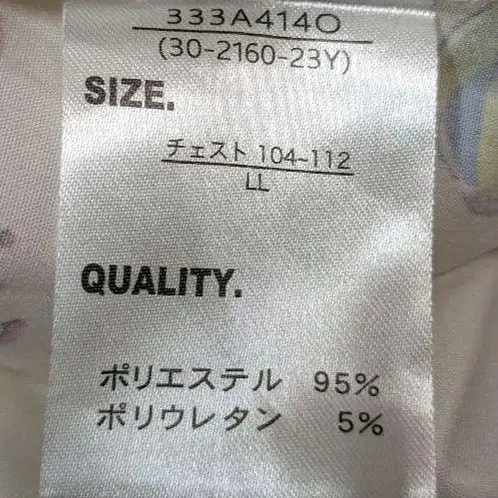 333A4140
(30-2160-23Y)
SIZE.
チェスト 104~112
LL
QUALITY.
ポリエステル 95%
ポリウレタン 5%